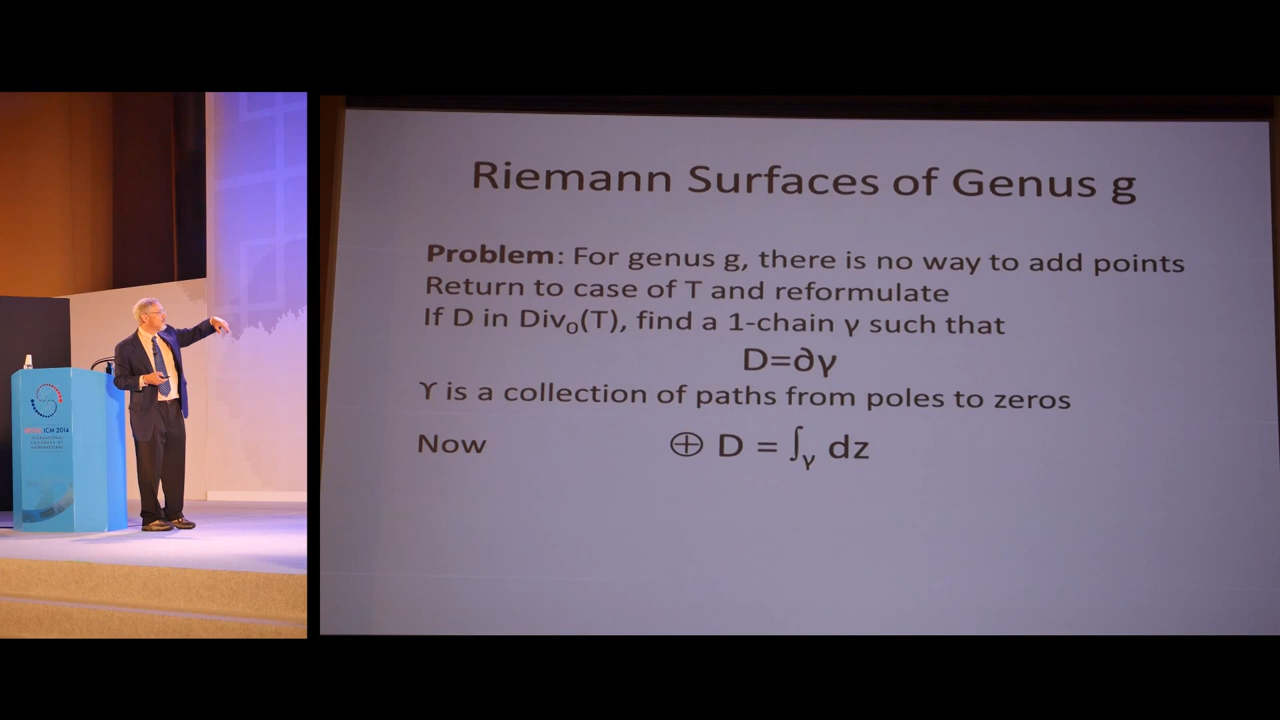 Riemann Surfaces of Genus g
Problem: For genus g, there is no way to add points
Return to case of T and reformulate
If D in Div₀(T), find a 1-chain γ such that
D=∂γ
ϒ is a collection of paths from poles to zeros
Now ⊕ D = ∫γ dz
ICM 2014